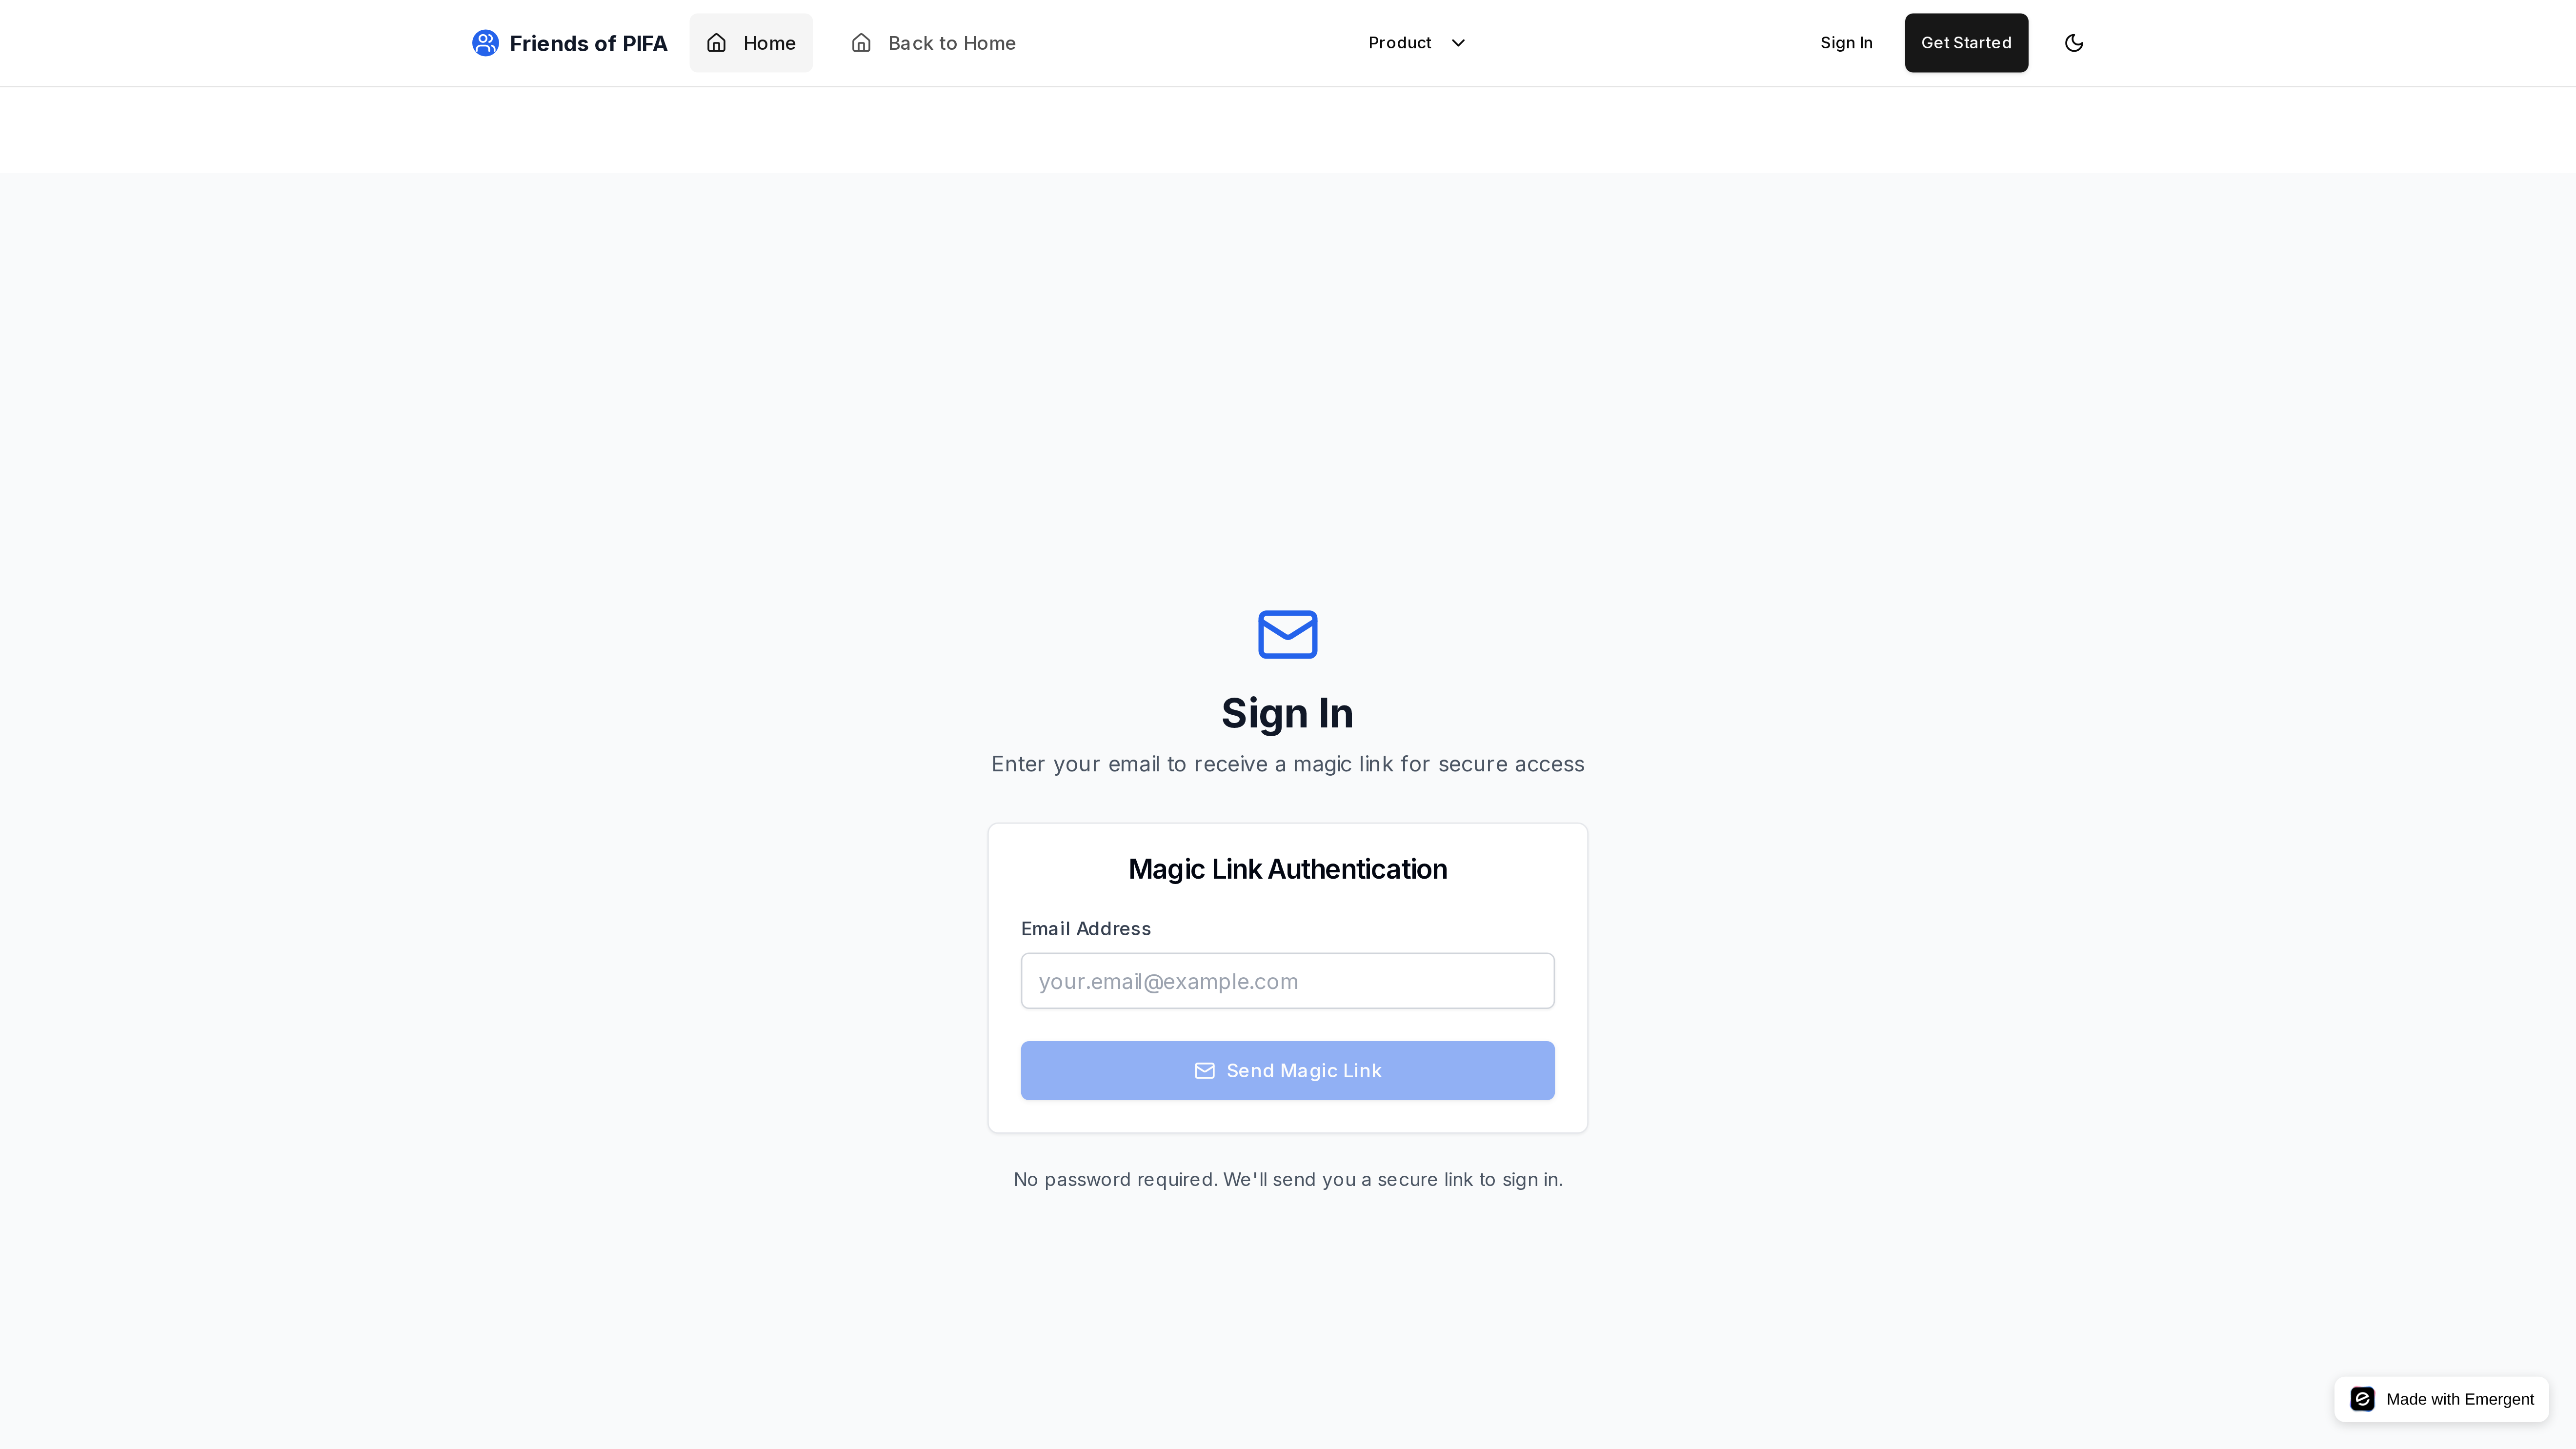 Friends of PIFA
Home
Back to Home
Product
Sign In
Get Started
Sign In
Enter your email to receive a magic link for secure access
Magic Link Authentication
Email Address
your.email@example.com
Send Magic Link
No password required. We'll send you a secure link to sign in.
Made with Emergent